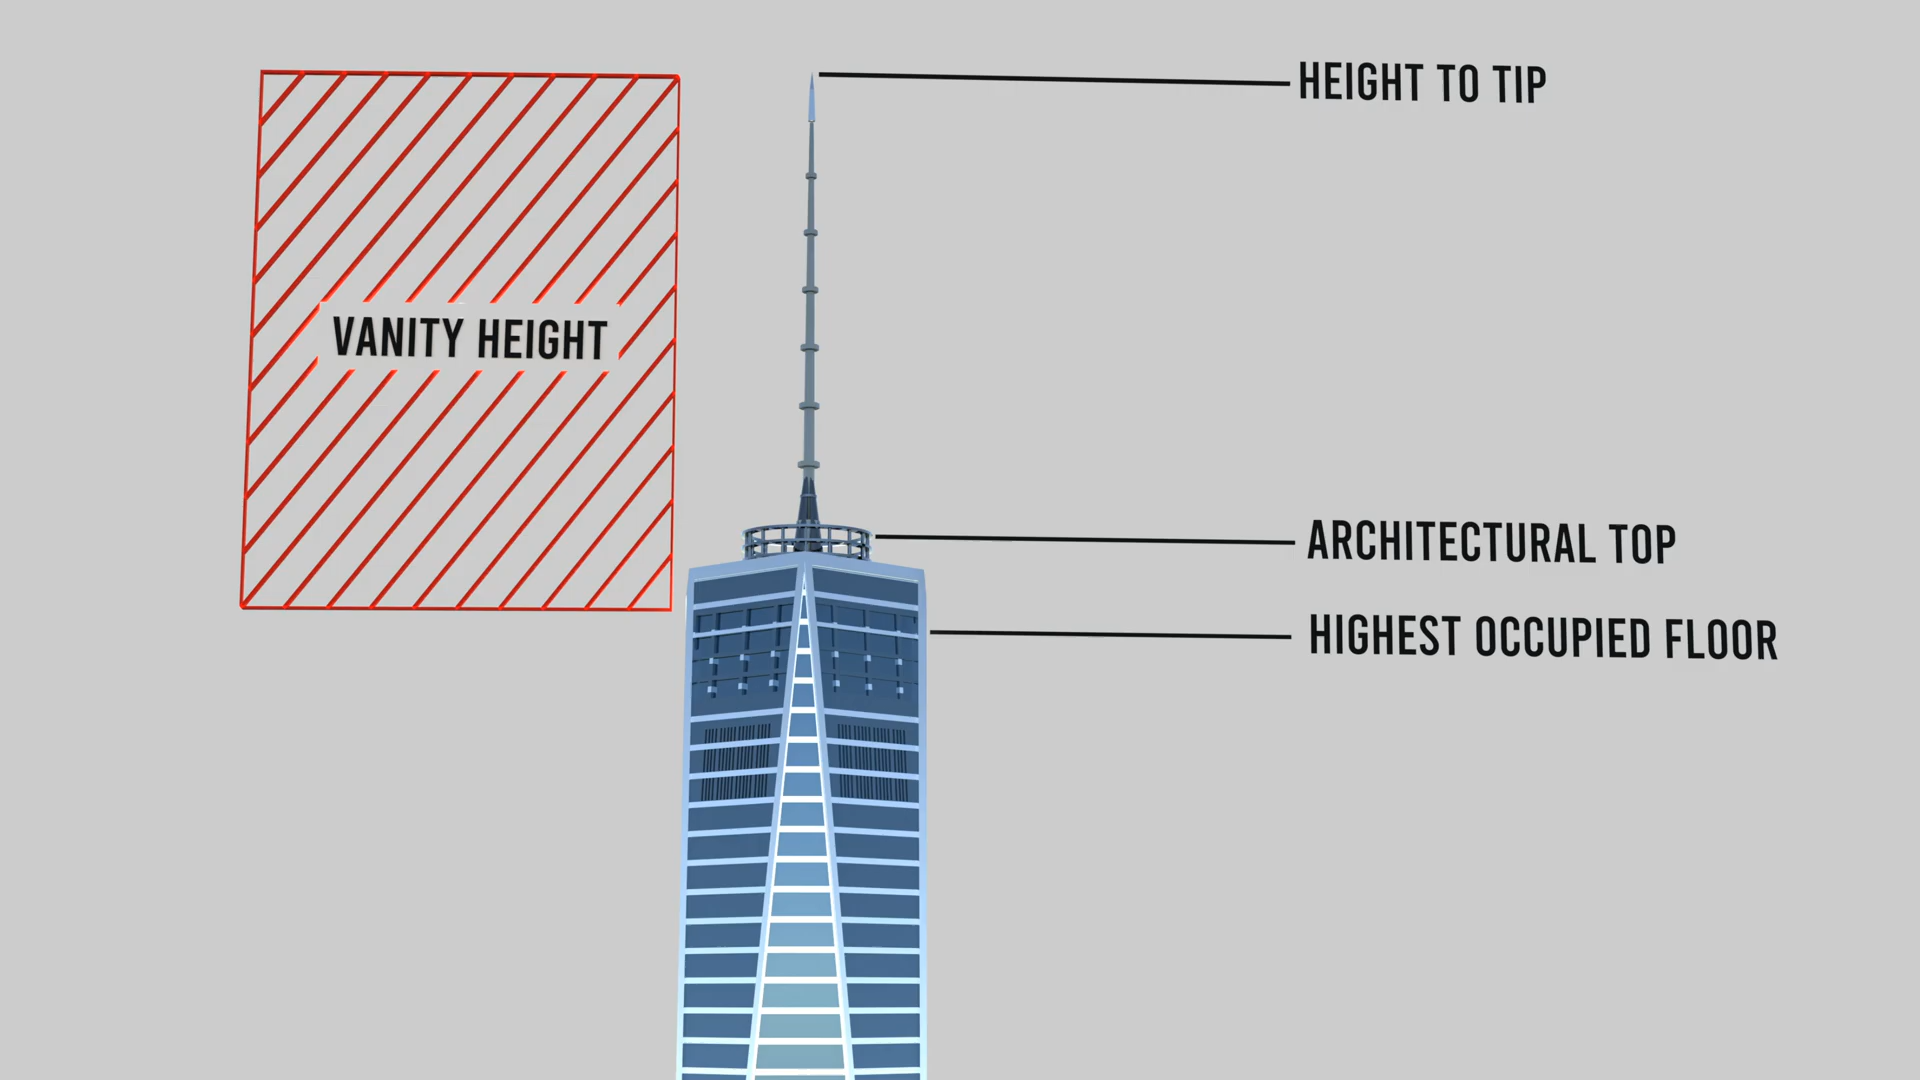 HEIGHT TO TIP
VANITY HEIGHT
ARCHITECTURAL TOP
HIGHEST OCCUPIED FLOOR